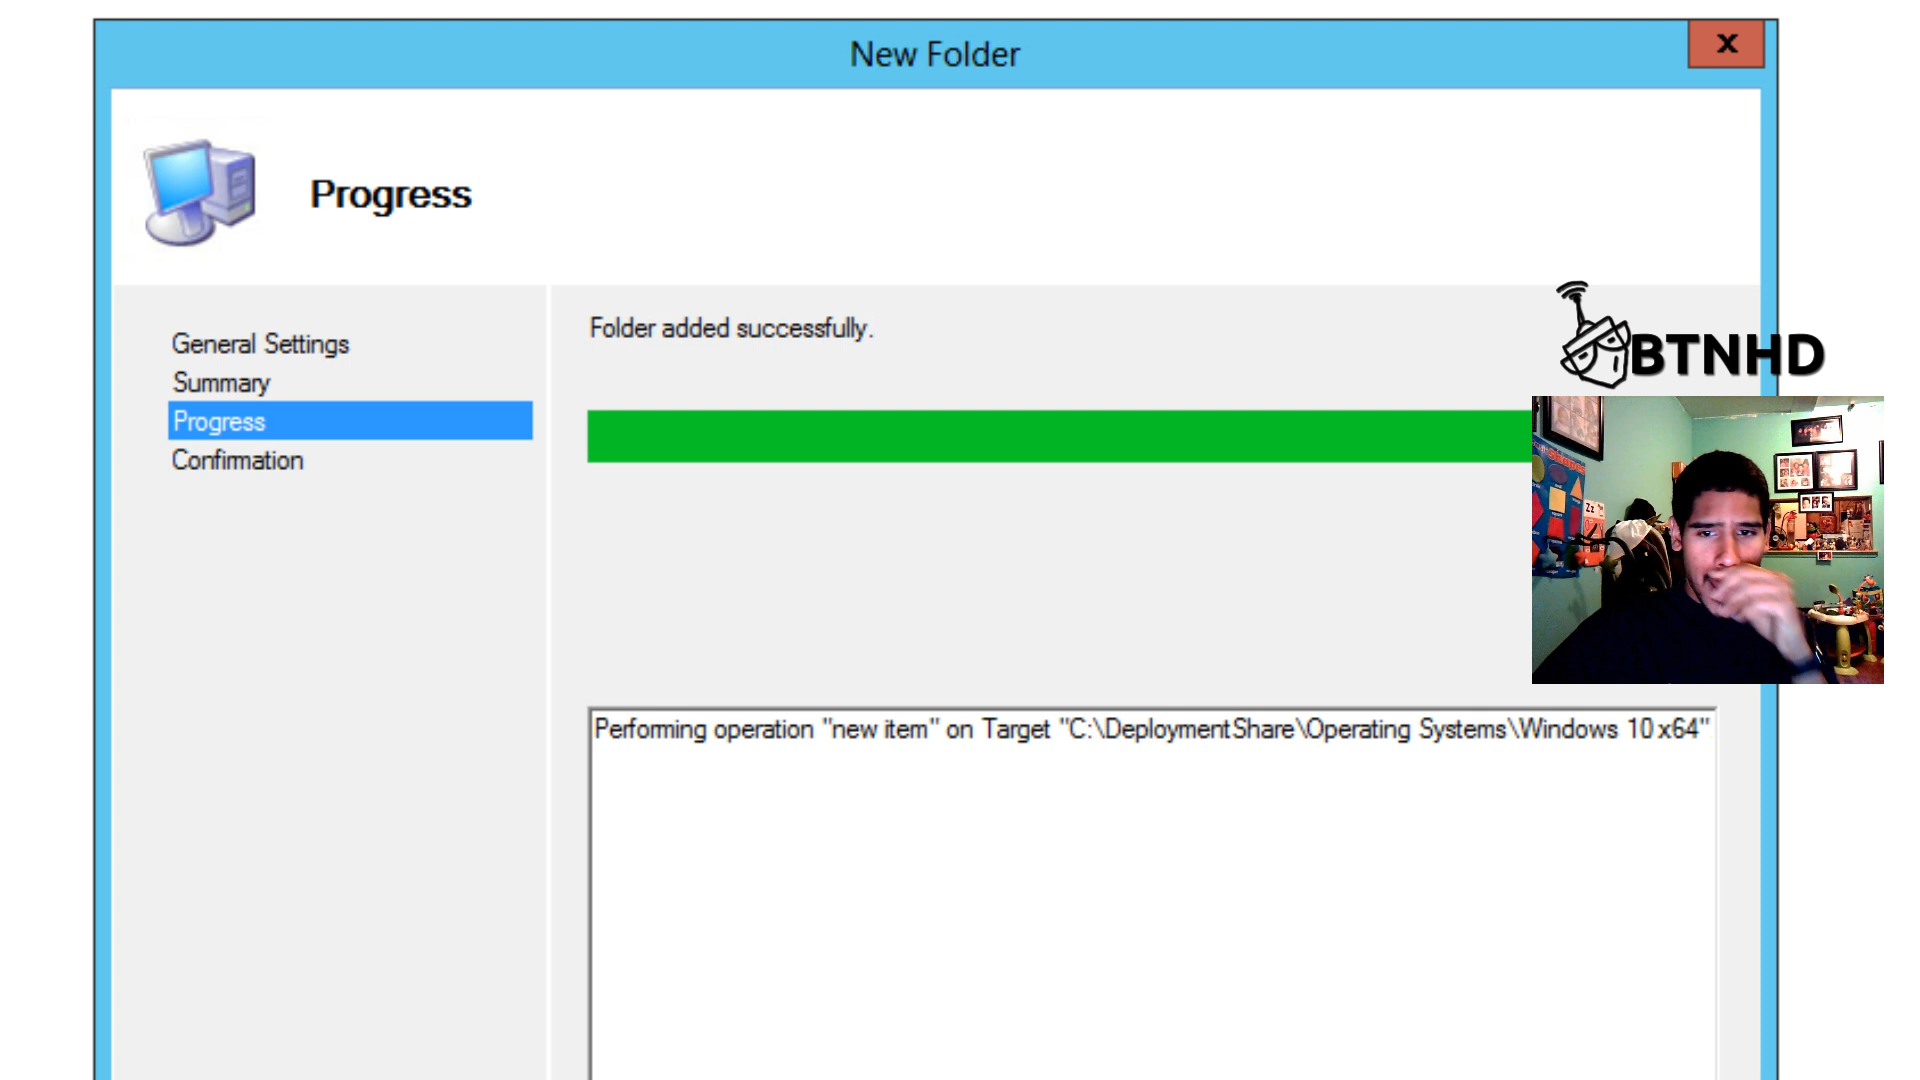 New Folder
x
Progress
General Settings
Summary
Progress
Confirmation
Folder added successfully.
BTNHD
Zz
Performing operation "new item" on Target "C:\DeploymentShare\Operating Systems\Windows 10 x64"